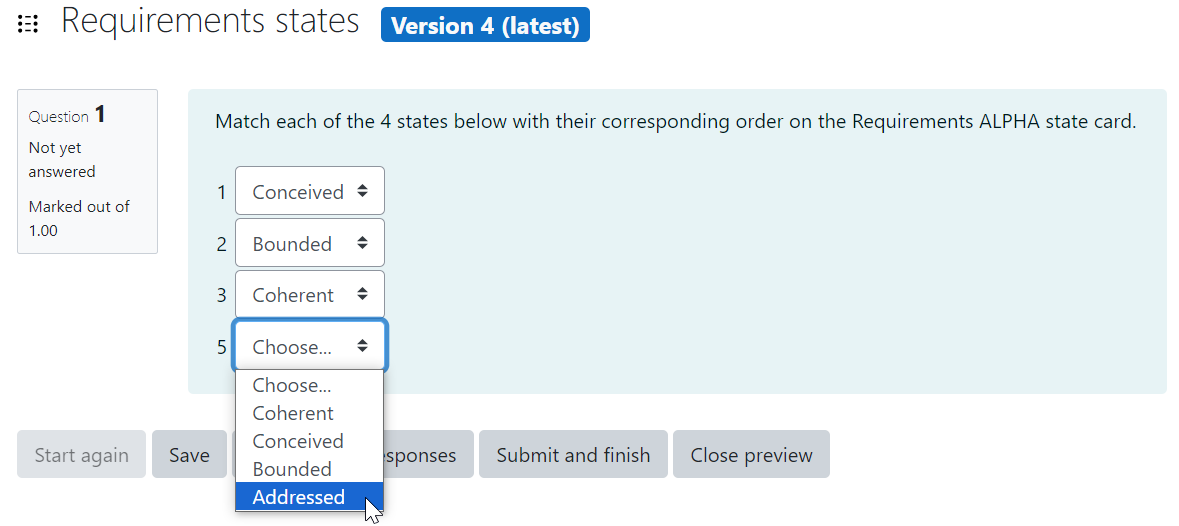 Requirements states Version 4 (latest)
Question 1
Not yet
answered
Marked out of
1.00
Match each of the 4 states below with their corresponding order on the Requirements ALPHA state card.
1 Conceived
2 Bounded
3 Coherent
5 Choose...
Choose...
Coherent
Conceived
Bounded
Addressed
Start again Save Submit and finish Close preview